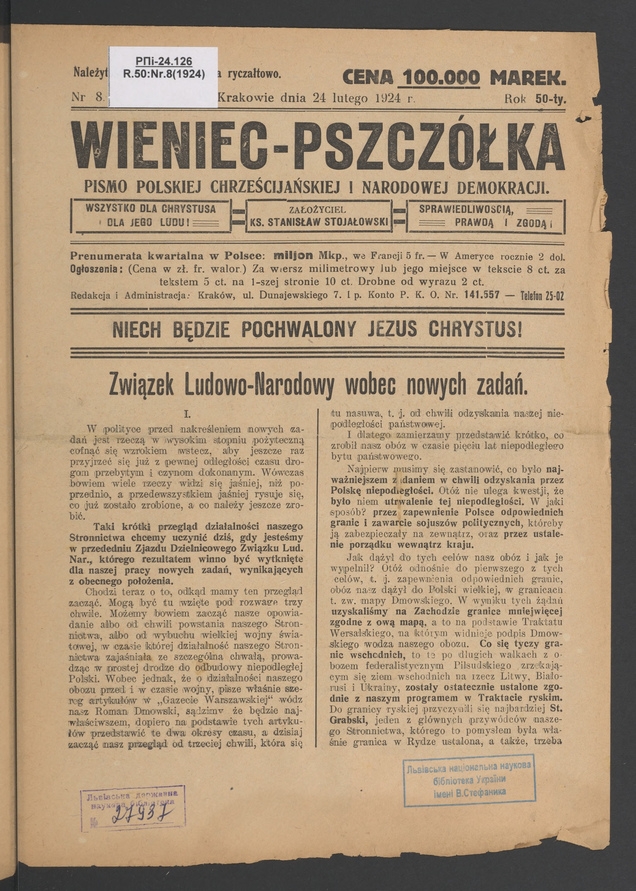 РПі-24.126
R.50:Nr.8(1924)
Należyt a ryczałtowo.
CENA 100.000 MAREK.
Nr 8. Krakowie dnia 24 lutego 1924 r. Rok 50-ty.
WIENIEC-PSZCZÓŁKA
PISMO POLSKIEJ CHRZEŚCIJAŃSKIEJ I NARODOWEJ DEMOKRACJI.
WSZYSTKO DLA CHRYSTUSA
I DLA JEGO LUDU!
ZAŁOŻYCIEL
KS. STANISŁAW STOJAŁOWSKI
SPRAWIEDLIWOŚCIĄ,
PRAWDĄ I ZGODĄ!
Prenumerata kwartalna w Polsce: miljon Mkp., we Francji 5 fr. — W Ameryce rocznie 2 dol.
Ogłoszenia: (Cena w zł. fr. walor.) Za wiersz milimetrowy lub jego miejsce w tekscie 8 ct. za
tekstem 5 ct. na 1-szej stronie 10 ct. Drobne od wyrazu 2 ct.
Redakcja i Administracja: Kraków, ul. Dunajewskiego 7. I p. Konto P. K. O. Nr. 141.557 — Telefon 25-02
NIECH BĘDZIE POCHWALONY JEZUS CHRYSTUS!
Związek Ludowo-Narodowy wobec nowych zadań.
I.
W polityce przed nakreśleniem nowych za-
dań jest rzeczą w wysokim stopniu pożyteczną
cofnąć się wzrokiem wstecz, aby jeszcze raz
przyjrzeć się już z pewnej odległości czasu dro-
gom przebytym i czynom dokonanym. Wówczas
bowiem wiele rzeczy widzi się jaśniej, niż po-
przednio, a przedewszystkiem jaśniej rysuje się,
co już zostało zrobione, a co należy jeszcze zro-
bić.
Taki krótki przegląd działalności naszego
Stronnictwa chcemy uczynić dziś, gdy jesteśmy
w przededniu Zjazdu Dzielnicowego Związku Lud.
Nar., którego rezultatem winno być wytknięte
dla naszej pracy nowych zadań, wynikających
z obecnego położenia.
Chodzi teraz o to, odkąd mamy ten przegląd
zacząć. Mogą być tu wzięte pod rozwagę trzy
chwile. Możemy bowiem zacząć nasze opowia-
danie albo od chwili powstania naszego Stron-
nictwa, albo od wybuchu wielkiej wojny świa-
towej, w czasie której działalność naszego Stron-
nictwa zajaśniała ze szczególną chwałą, prowa-
dząc w prostej drodze do odbudowy niepodległej
Polski. Wobec jednak, że o działalności naszego
obozu przed i w czasie wojny, pisze właśnie sze-
reg artykułów w „Gazecie Warszawskiej“ wódz
nasz Roman Dmowski, sądzimy że będzie naj-
właściwszem, dopiero na podstawie tych artyku-
łów przedstawić te dwa okresy czasu, a dzisiaj
zacząć nasz przegląd od trzeciej chwili, która się
tu nasuwa, t. j. od chwili odzyskania naszej nie-
podległości państwowej.
I dlatego zamierzamy przedstawić krótko, co
zrobił nasz obóz w czasie pięciu lat niepodległego
bytu państwowego.
Najpierw musimy się zastanowić, co było naj-
ważniejszem zadaniem w chwili odzyskania przez
Polskę niepodległości. Otóż nie ulega kwestji, że
było niem utrwalenie tej niepodległości. W jaki
sposób? przez zapewnienie Polsce odpowiednich
granic i zawarcie sojuszów politycznych, któreby
ją zabezpieczały na zewnątrz, oraz przez ustale-
nie porządku wewnątrz kraju.
Jak dążył do tych celów nasz obóz i jak je
wypełnił? Otóż odnośnie do pierwszego z tych
celów, t. j. zapewnienia odpowiednich granic,
obóz nasz dążył do Polski wielkiej, w granicach
t. zw. mapy Dmowskiego. W wyniku tych żądań
uzyskaliśmy na Zachodzie granice mniejwięcej
zgodne z ową mapą, a to na podstawie Traktatu
Wersalskiego, na którym widnieje podpis Dmow-
skiego wodza naszego obozu. Co się tyczy gra-
nic wschodnich, to te po długich walkach z o-
bozem federalistycznym Piłsudskiego zrzekają-
cym się ziem wschodnich na rzecz Litwy, Biało-
rusi i Ukrainy, zostały ostatecznie ustalone zgo-
dnie z naszym programem w Traktacie ryskim.
Do granicy ryskiej przyczynił się najbardziej St.
Grabski, jeden z głównych przywódców nasze-
go Stronnictwa, którego to pomysłem była wła-
śnie granica w Rydze ustalona, a także, trzeba
Львівська державна
наукова бібліотека
№ 27937
Львівська національна наукова
бібліотека України
імені В.Стефаника